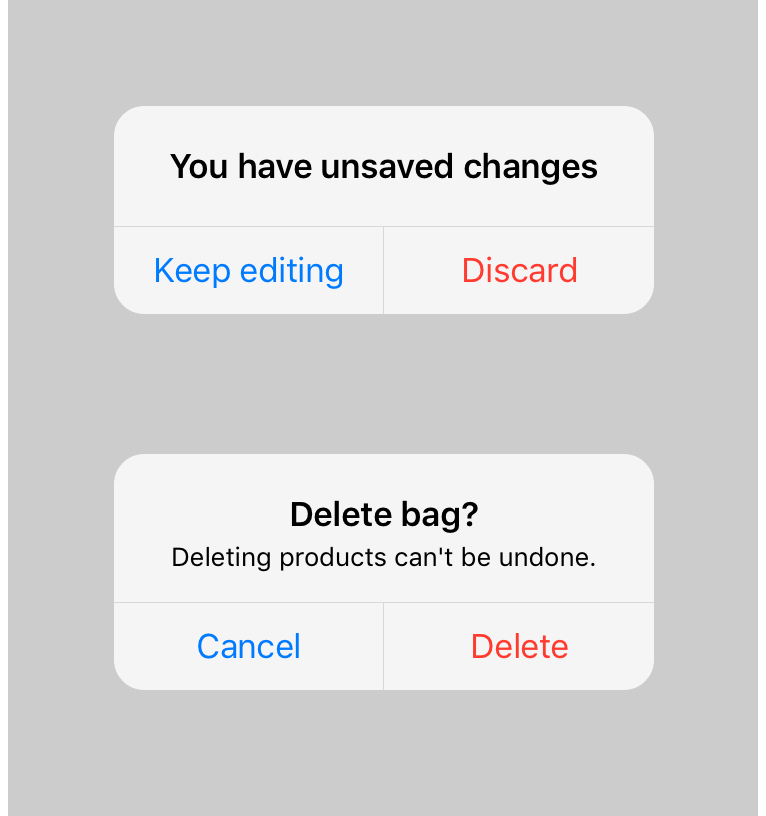 You have unsaved changes
Keep editing
Discard
Delete bag?
Deleting products can't be undone.
Cancel
Delete